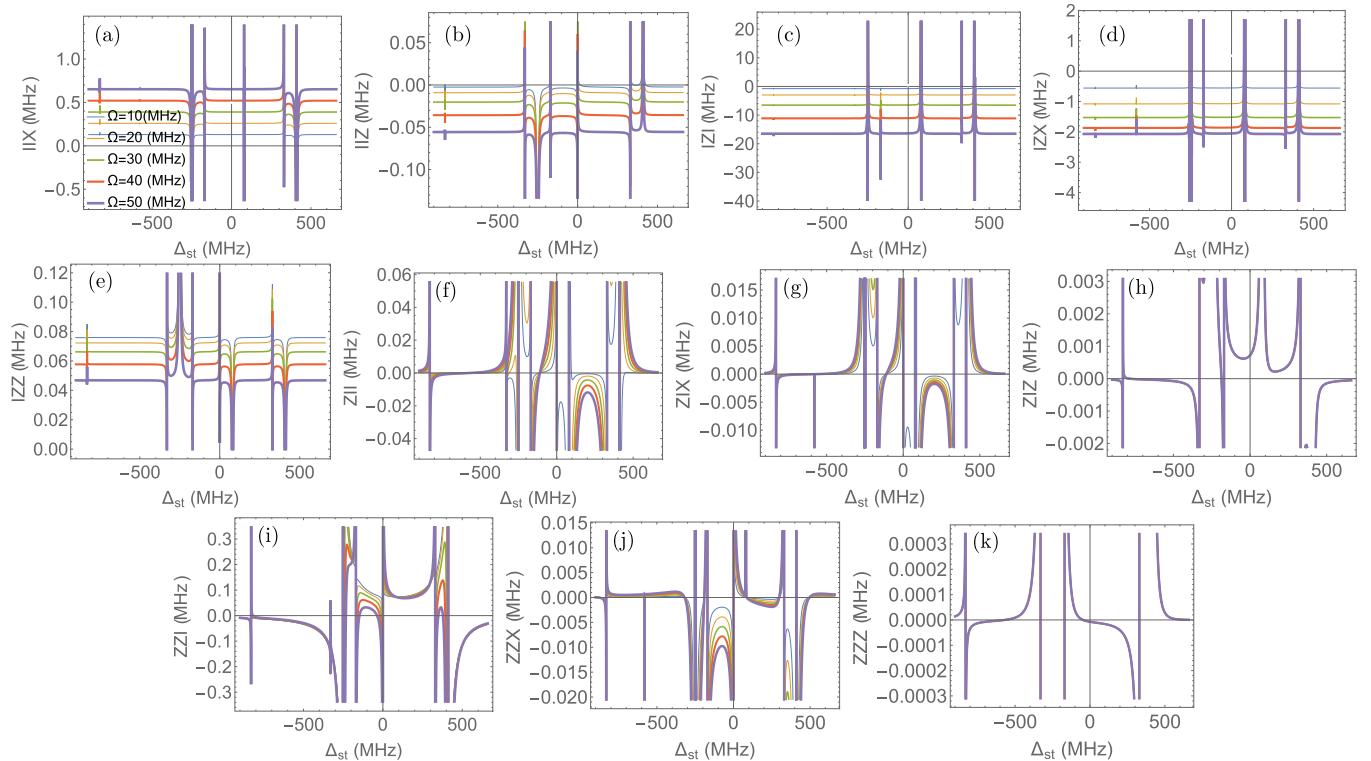 (a)
IIX (MHz)
1.0
0.5
0.0
−0.5
Ω=10(MHz)
Ω=20 (MHz)
Ω=30 (MHz)
Ω=40 (MHz)
Ω=50 (MHz)
−500 0 500
Δst (MHz)
(b)
IIZ (MHz)
0.05
0.00
−0.05
−0.10
−500 0 500
Δst (MHz)
(c)
IZI (MHz)
20
10
0
−10
−20
−30
−40
−500 0 500
Δst (MHz)
(d)
IZX (MHz)
2
1
0
−1
−2
−3
−4
−500 0 500
Δst (MHz)
(e)
IZZ (MHz)
0.12
0.10
0.08
0.06
0.04
0.02
0.00
−500 0 500
Δst (MHz)
(f)
ZII (MHz)
0.06
0.04
0.02
0.00
−0.02
−0.04
−500 0 500
Δst (MHz)
(g)
ZIX (MHz)
0.015
0.010
0.005
0.000
−0.005
−0.010
−500 0 500
Δst (MHz)
(h)
ZIZ (MHz)
0.003
0.002
0.001
0.000
−0.001
−0.002
−500 0 500
Δst (MHz)
(i)
ZZI (MHz)
0.3
0.2
0.1
0.0
−0.1
−0.2
−0.3
−500 0 500
Δst (MHz)
(j)
ZZX (MHz)
0.015
0.010
0.005
0.000
−0.005
−0.010
−0.015
−0.020
−500 0 500
Δst (MHz)
(k)
ZZZ (MHz)
0.0003
0.0002
0.0001
0.0000
−0.0001
−0.0002
−0.0003
−500 0 500
Δst (MHz)